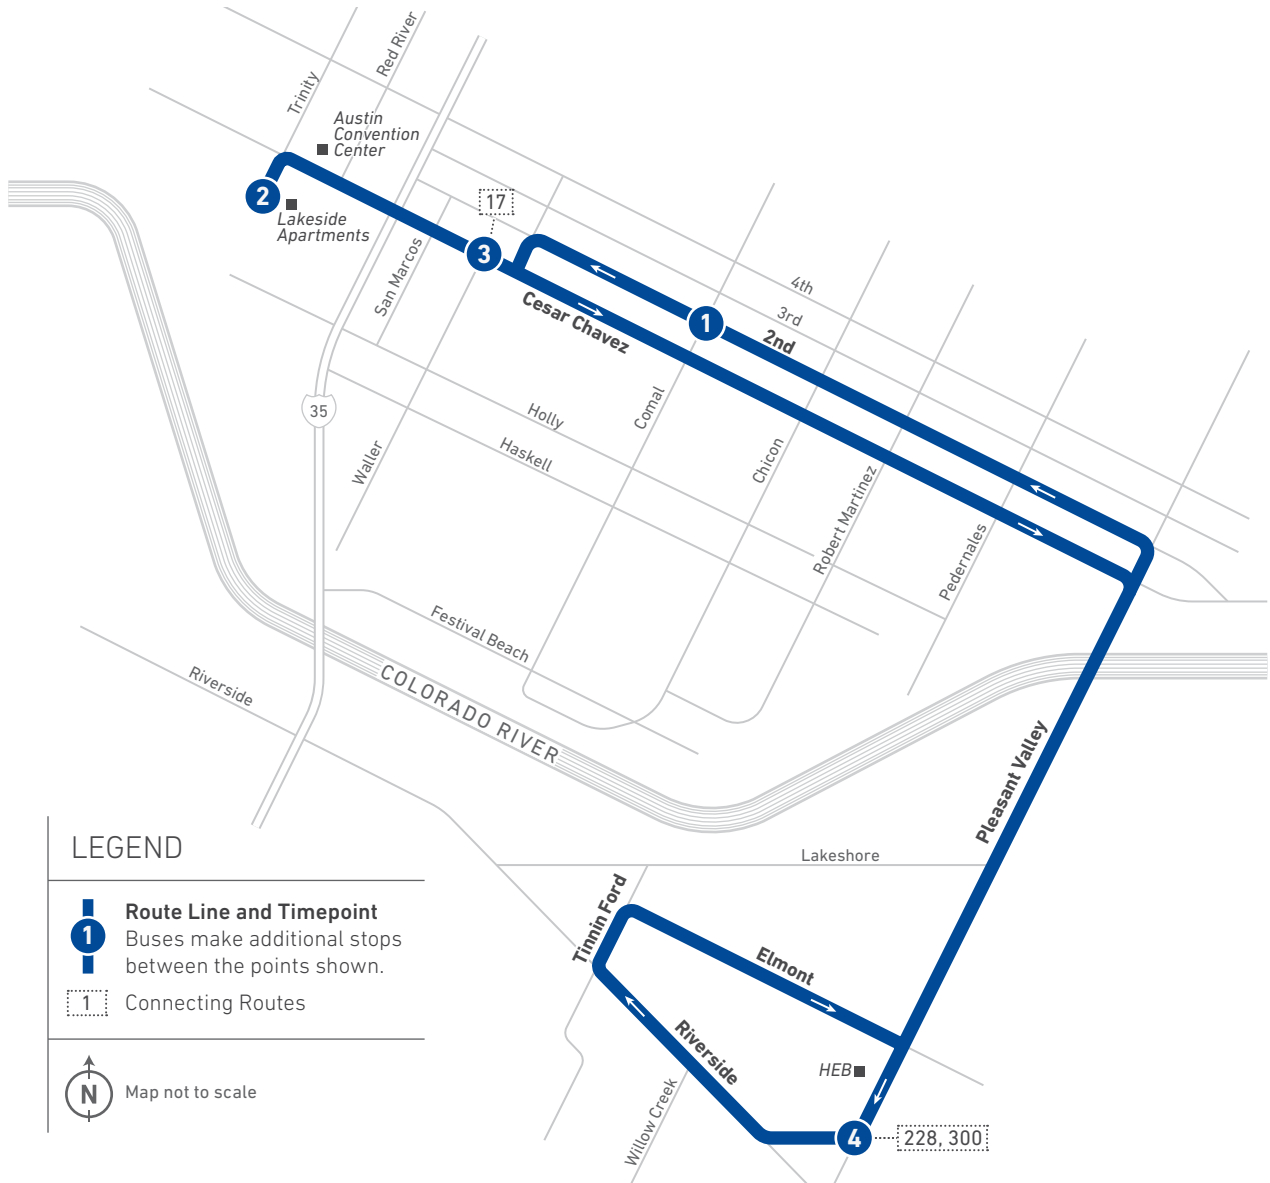 Trinity
Red River
Austin
Convention
Center
2
Lakeside
Apartments
17
3
San Marcos
Cesar Chavez
1
2nd
3rd
4th
35
Holly
Haskell
Waller
Comal
Chicon
Robert Martinez
Pedernales
Festival Beach
Riverside
COLORADO RIVER
Pleasant Valley
Lakeshore
Tinnin Ford
Elmont
Riverside
HEB
Willow Creek
4
228, 300
LEGEND
1
Route Line and Timepoint
Buses make additional stops
between the points shown.
1
Connecting Routes
N
Map not to scale